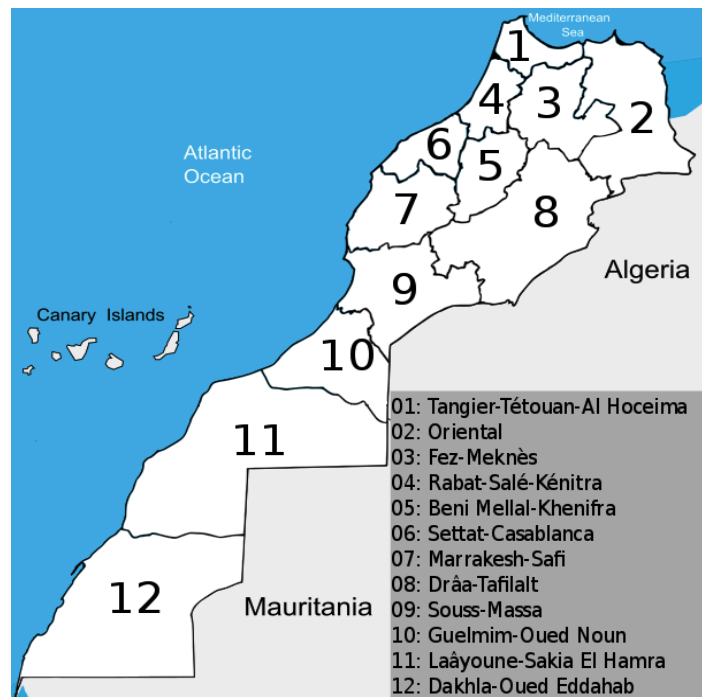 Mediterranean
Sea
1
2
3
4
5
6
7
8
9
10
11
12
Atlantic
Ocean
Algeria
Canary Islands
Mauritania
01: Tangier-Tétouan-Al Hoceima
02: Oriental
03: Fez-Meknès
04: Rabat-Salé-Kénitra
05: Beni Mellal-Khenifra
06: Settat-Casablanca
07: Marrakesh-Safi
08: Drâa-Tafilalt
09: Souss-Massa
10: Guelmim-Oued Noun
11: Laâyoune-Sakia El Hamra
12: Dakhla-Oued Eddahab